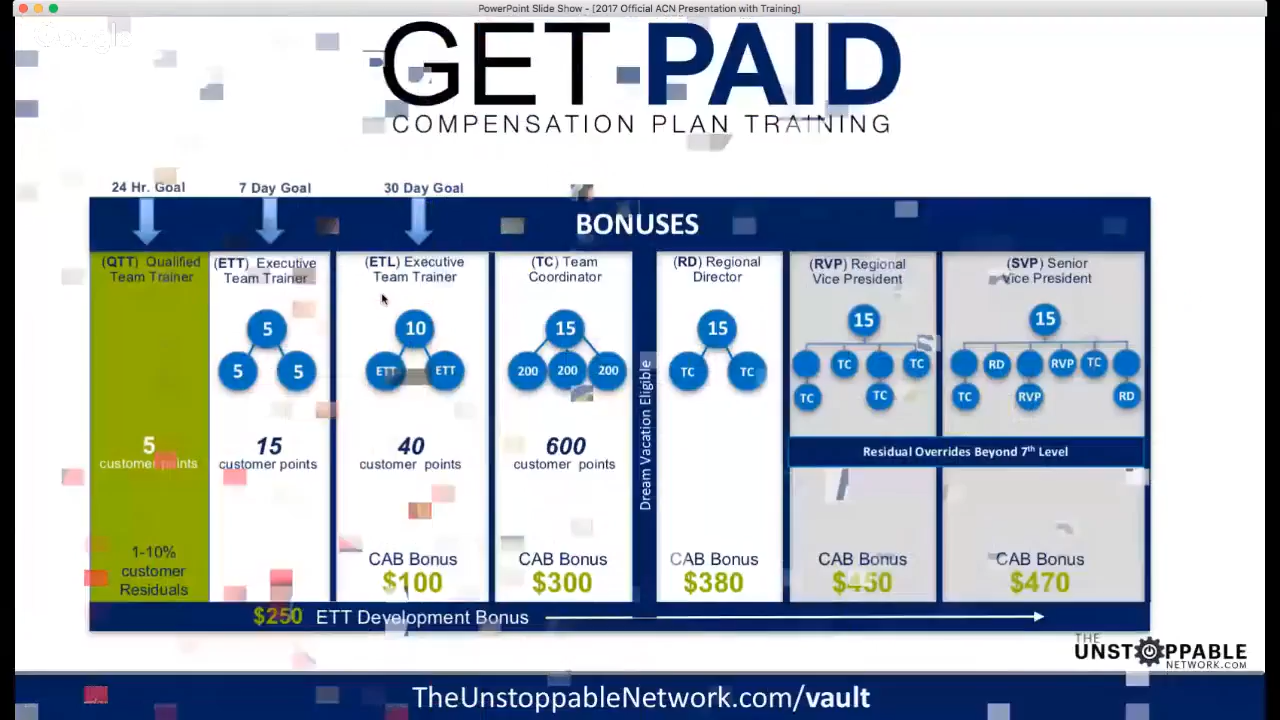 PowerPoint Slide Show - [2017 Official ACN Presentation with Training]
Google
GET PAID
COMPENSATION PLAN TRAINING
24 Hr. Goal
7 Day Goal
30 Day Goal
BONUSES
(QTT) Qualified
Team Trainer
5
customer points
1-10%
customer
Residuals
(ETT) Executive
Team Trainer
5
5 5
15
customer points
(ETL) Executive
Team Trainer
10
ETT ETT
40
customer points
CAB Bonus
$100
(TC) Team
Coordinator
15
200 200 200
600
customer points
CAB Bonus
$300
Dream Vacation Eligible
(RD) Regional
Director
15
TC TC
CAB Bonus
$380
(RVP) Regional
Vice President
15
TC TC
TC TC
(SVP) Senior
Vice President
15
RD RVP TC
TC RVP RD
Residual Overrides Beyond 7th Level
CAB Bonus
$450
CAB Bonus
$470
$250 ETT Development Bonus
THE
UNSTOPPABLE
NETWORK.COM
TheUnstoppableNetwork.com/vault